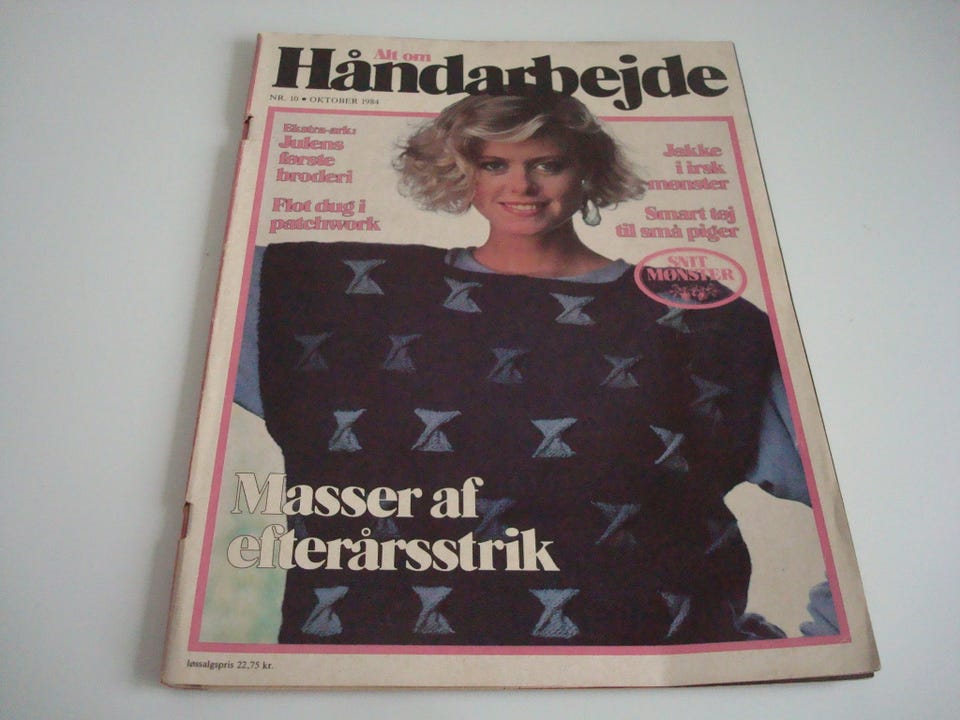 Alt om
Håndarbejde
NR. 10 • OKTOBER 1984
Ekstra-ark:
Julens
første
broderi
Flot dug i
patchwork
Jakke
i irsk
mønster
Smart tøj
til små piger
SNIT
MØNSTER
Masser af
efterårsstrik
løssalgspris 22,75 kr.